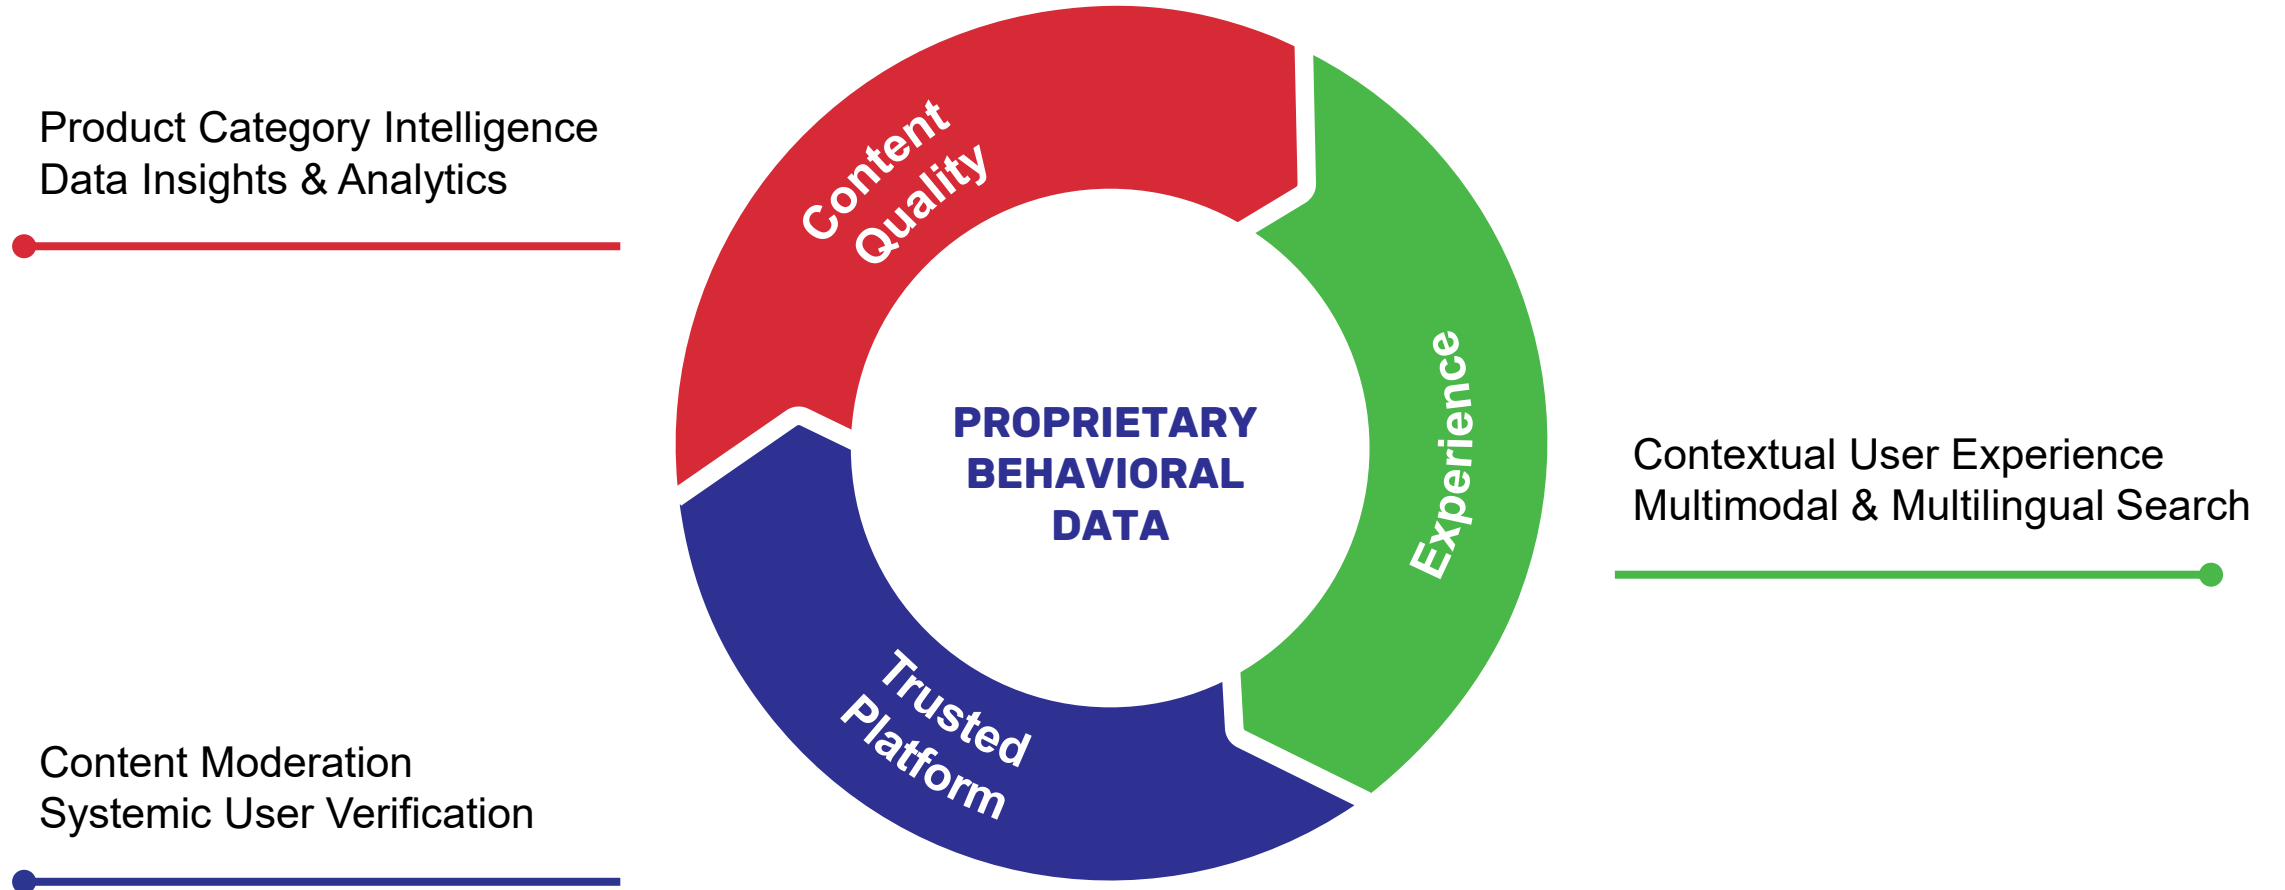 Product Category Intelligence
Data Insights & Analytics
Content
Quality
PROPRIETARY
BEHAVIORAL
DATA
Experience
Contextual User Experience
Multimodal & Multilingual Search
Trusted
Platform
Content Moderation
Systemic User Verification